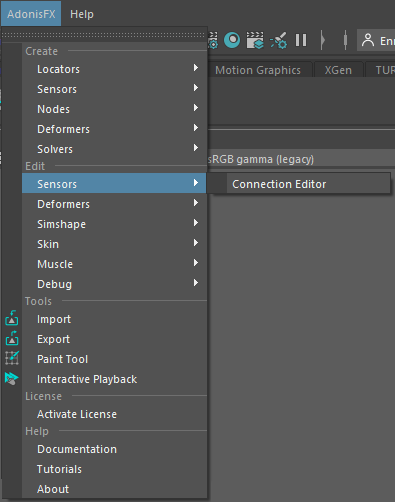 AdonisFX Help
Create
Locators
Sensors
Nodes
Deformers
Solvers
Edit
Sensors
Connection Editor
Deformers
Simshape
Skin
Muscle
Debug
Tools
Import
Export
Paint Tool
Interactive Playback
License
Activate License
Help
Documentation
Tutorials
About
Motion Graphics XGen TUR
sRGB gamma (legacy)